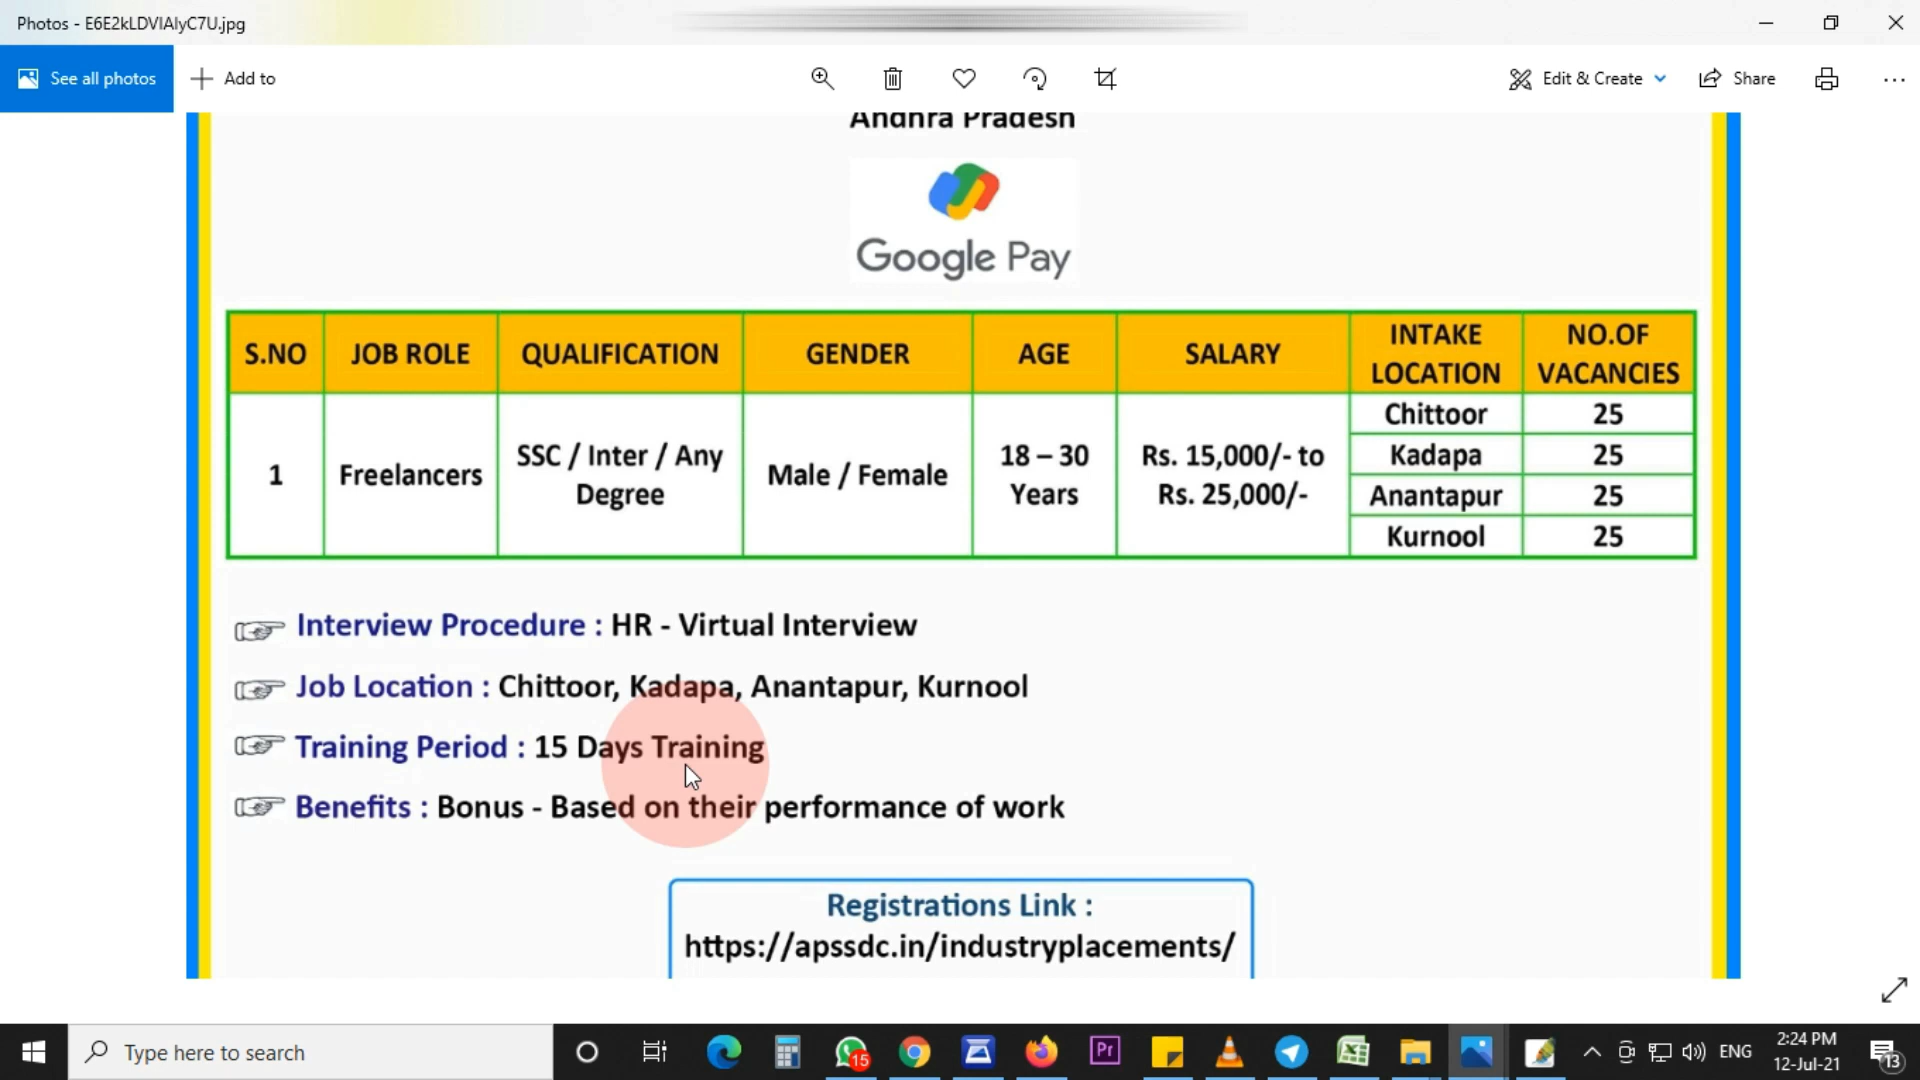 Photos - E6E2kLDVIAIyC7U.jpg
See all photos
Add to
Edit & Create
Share
Andhra Pradesh
Google Pay
S.NO JOB ROLE QUALIFICATION GENDER AGE SALARY INTAKE LOCATION NO.OF VACANCIES
1 Freelancers SSC / Inter / Any Degree Male / Female 18 – 30 Years Rs. 15,000/- to Rs. 25,000/- Chittoor 25
Kadapa 25
Anantapur 25
Kurnool 25
Interview Procedure : HR - Virtual Interview
Job Location : Chittoor, Kadapa, Anantapur, Kurnool
Training Period : 15 Days Training
Benefits : Bonus - Based on their performance of work
Registrations Link :
https://apssdc.in/industryplacements/
Type here to search
15
Pr
ENG
2:24 PM
12-Jul-21
13